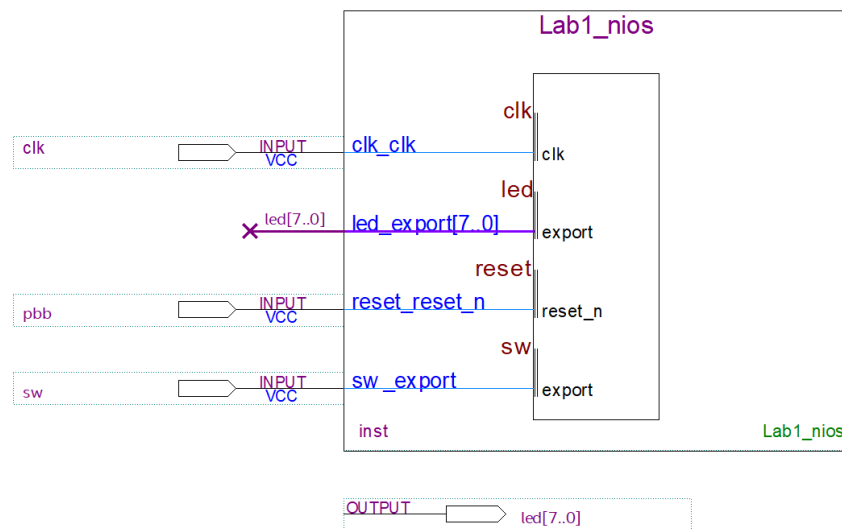 Lab1_nios
clk
clk INPUT VCC clk_clk clk
led
led[7..0] led_export[7..0] export
reset
pbb INPUT VCC reset_reset_n reset_n
sw
sw INPUT VCC sw_export export
inst Lab1_nios
OUTPUT led[7..0]